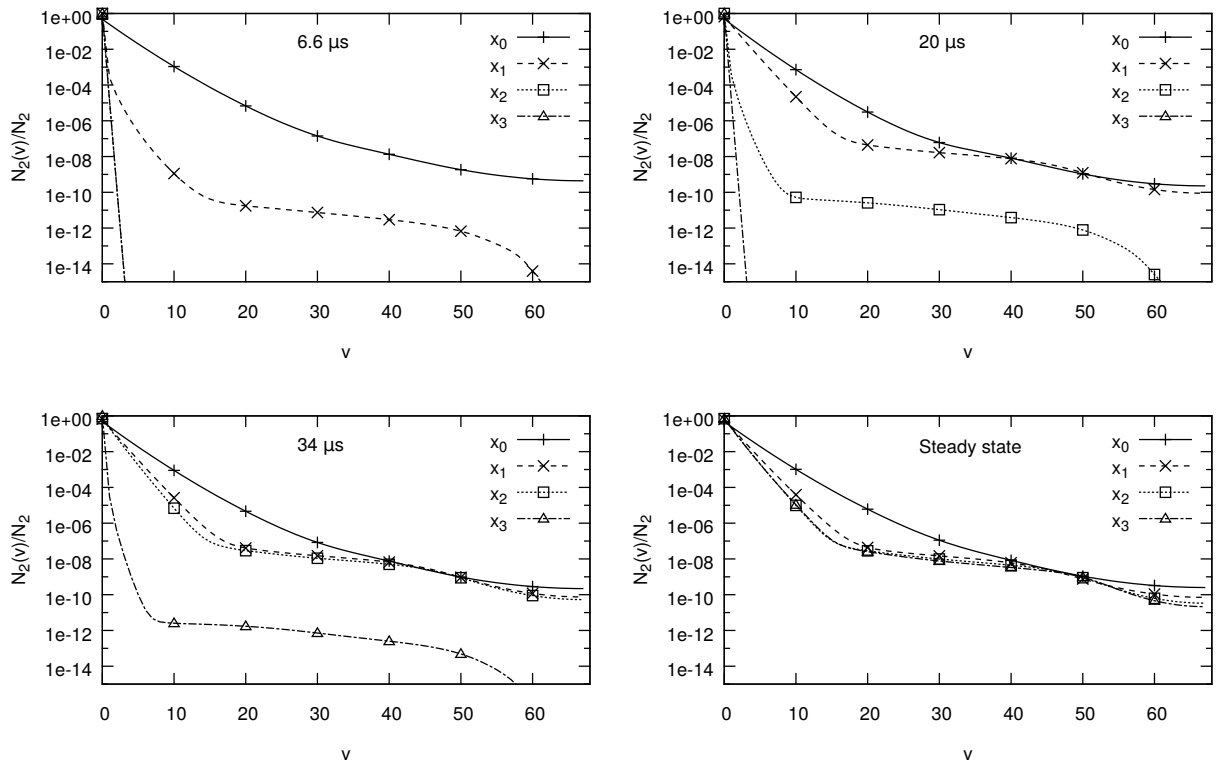 1e+00
1e-02
1e-04
1e-06
1e-08
1e-10
1e-12
1e-14
N₂(v)/N₂
6.6 μs
x₀
x₁
x₂
x₃
0 10 20 30 40 50 60
v
1e+00
1e-02
1e-04
1e-06
1e-08
1e-10
1e-12
1e-14
N₂(v)/N₂
20 μs
x₀
x₁
x₂
x₃
0 10 20 30 40 50 60
v
1e+00
1e-02
1e-04
1e-06
1e-08
1e-10
1e-12
1e-14
N₂(v)/N₂
34 μs
x₀
x₁
x₂
x₃
0 10 20 30 40 50 60
v
1e+00
1e-02
1e-04
1e-06
1e-08
1e-10
1e-12
1e-14
N₂(v)/N₂
Steady state
x₀
x₁
x₂
x₃
0 10 20 30 40 50 60
v